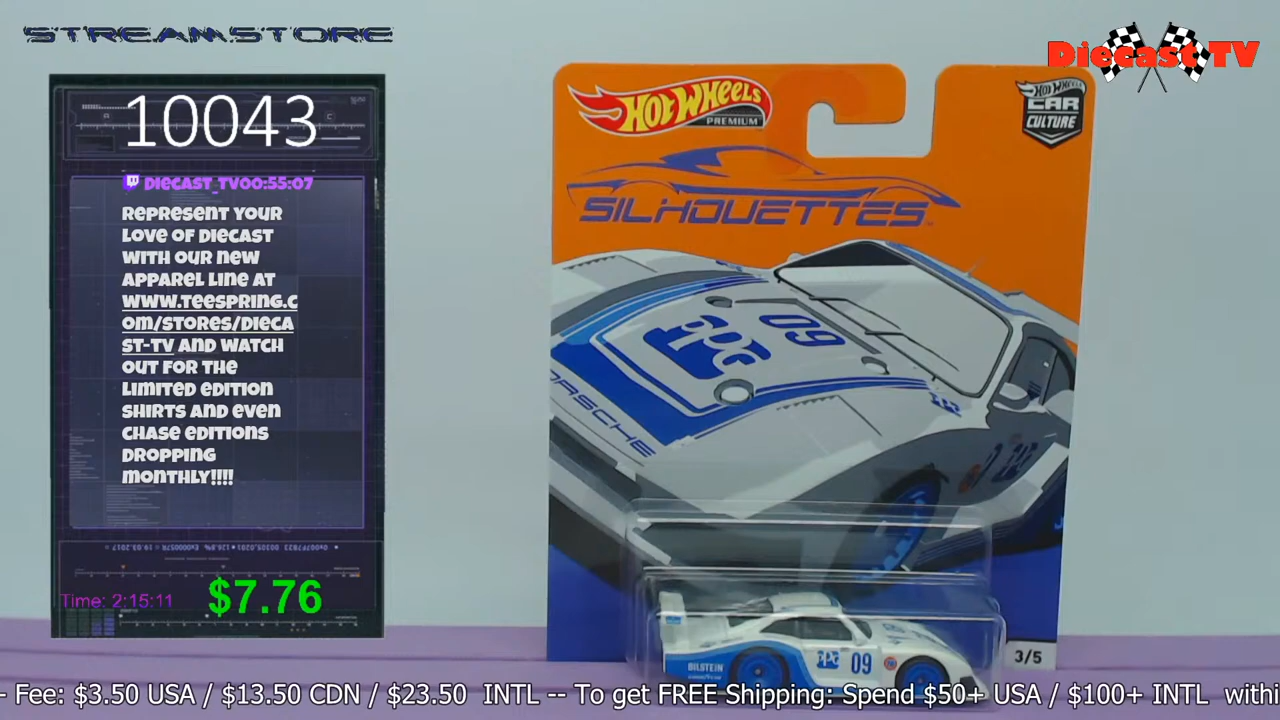 STREAMSTORE
Diecast TV
10043
DIECAST_TV00:55:07
REPRESENT YOUR
LOVE OF DIECAST
WITH OUR NEW
APPAREL LINE AT
WWW.TEESPRING.C
OM/STORES/DIECA
ST-TV AND WATCH
OUT FOR THE
LIMITED EDITION
SHIRTS AND EVEN
CHASE EDITIONS
DROPPING
MONTHLY!!!!
Time: 2:15:11
$7.76
HOT WHEELS
PREMIUM
HOT WHEELS
CAR
CULTURE
SILHOUETTES
09
PPG
PORSCHE
BILSTEIN
PPG
09
3/5
- Fee: $3.50 USA / $13.50 CDN / $23.50 INTL -- To get FREE Shipping: Spend $50+ USA / $100+ INTL withi